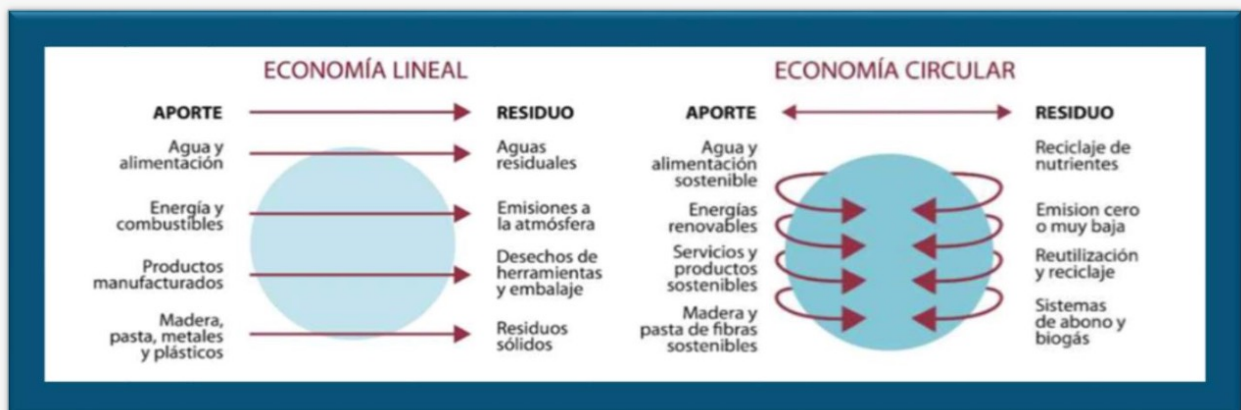 ECONOMÍA LINEAL
APORTE
RESIDUO
Agua y
alimentación
Aguas
residuales
Energía y
combustibles
Emisiones a
la atmósfera
Productos
manufacturados
Desechos de
herramientas
y embalaje
Madera,
pasta, metales
y plásticos
Residuos
sólidos
ECONOMÍA CIRCULAR
APORTE
RESIDUO
Agua y
alimentación
sostenible
Reciclaje de
nutrientes
Energías
renovables
Emision cero
o muy baja
Servicios y
productos
sostenibles
Reutilización
y reciclaje
Madera y
pasta de fibras
sostenibles
Sistemas
de abono y
biogás